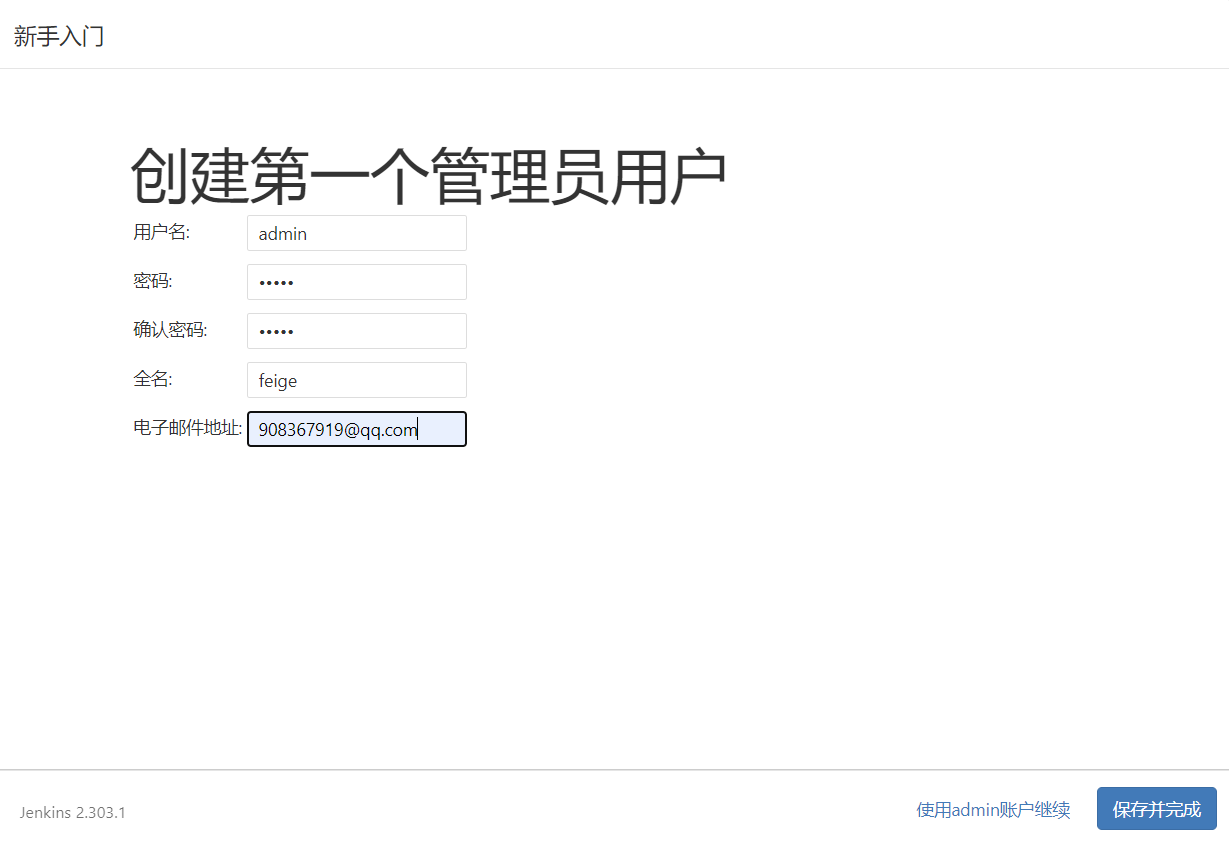 新手入门
创建第一个管理员用户
用户名: admin
密码: •••••
确认密码: •••••
全名: feige
电子邮件地址: 908367919@qq.com
Jenkins 2.303.1 使用admin账户继续 保存并完成